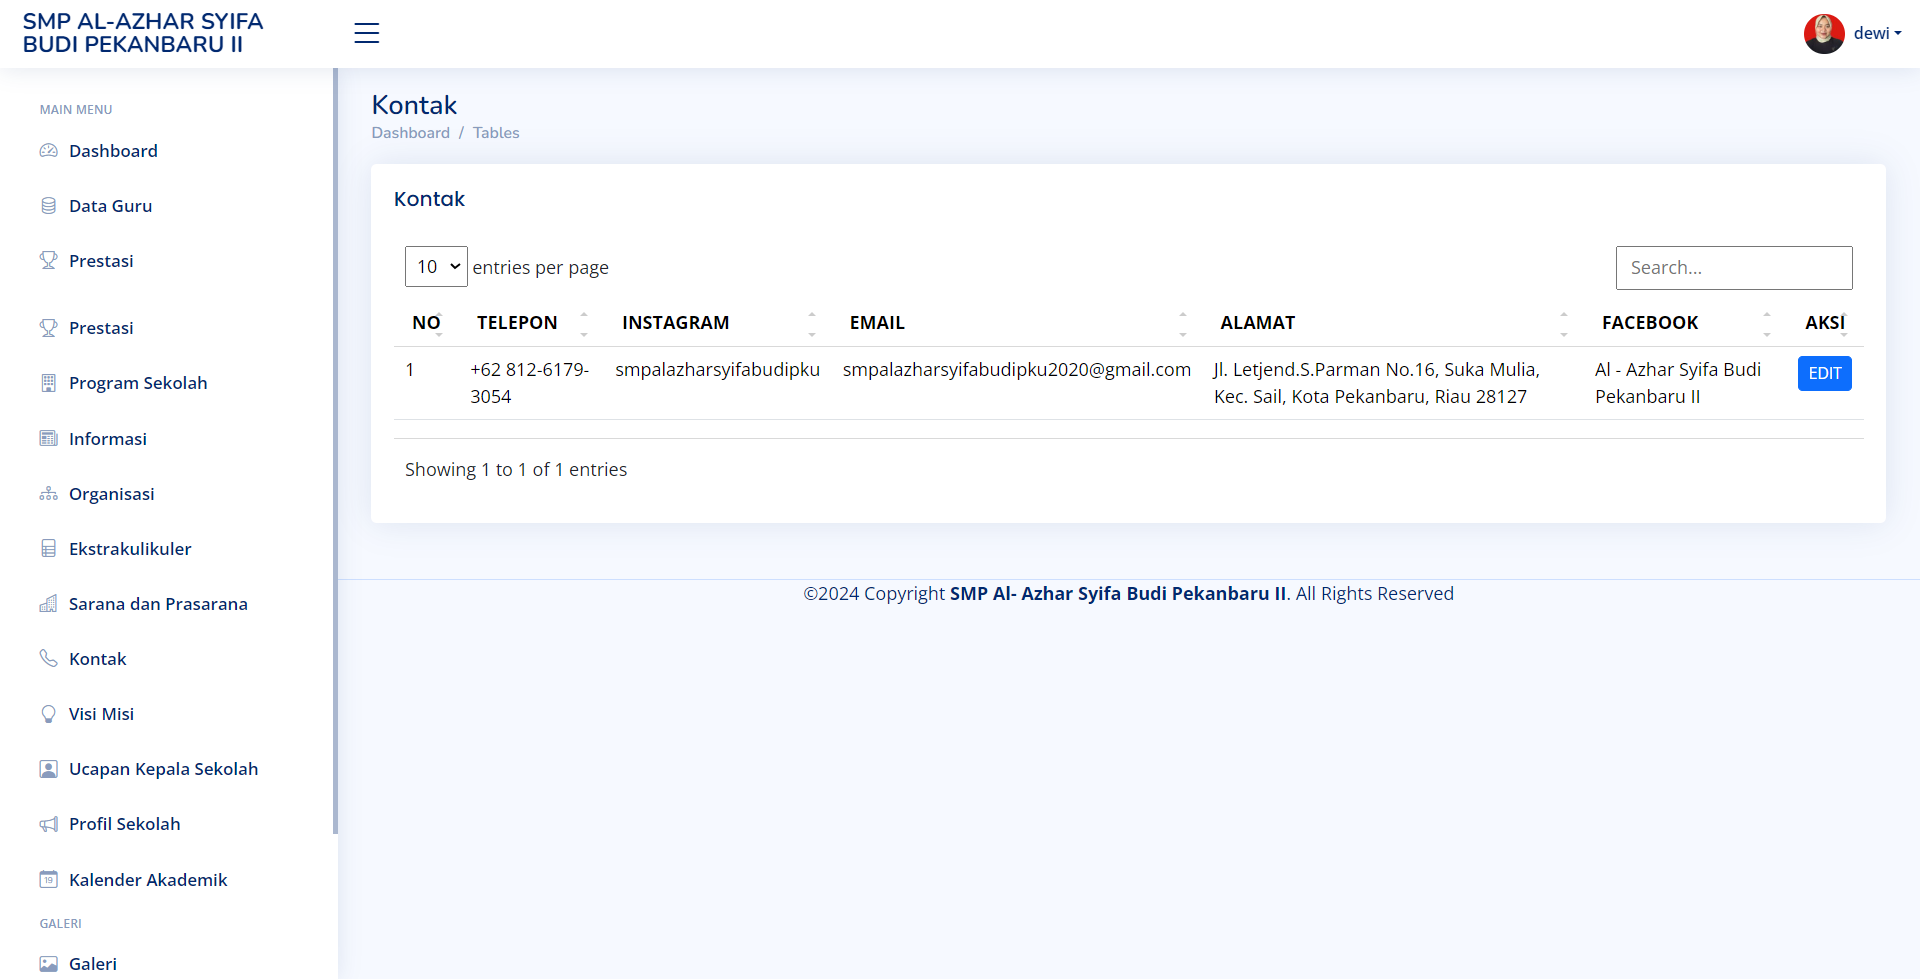 SMP AL-AZHAR SYIFA
BUDI PEKANBARU II
dewi
MAIN MENU
Dashboard
Data Guru
Prestasi
Prestasi
Program Sekolah
Informasi
Organisasi
Ekstrakulikuler
Sarana dan Prasarana
Kontak
Visi Misi
Ucapan Kepala Sekolah
Profil Sekolah
19
Kalender Akademik
GALERI
Galeri
Kontak
Dashboard / Tables
Kontak
10 entries per page
Search...
NO TELEPON INSTAGRAM EMAIL ALAMAT FACEBOOK AKSI
1 +62 812-6179- smpalazharsyifabudipku smpalazharsyifabudipku2020@gmail.com Jl. Letjend.S.Parman No.16, Suka Mulia, Al - Azhar Syifa Budi EDIT
3054 Kec. Sail, Kota Pekanbaru, Riau 28127 Pekanbaru II
Showing 1 to 1 of 1 entries
©2024 Copyright SMP Al- Azhar Syifa Budi Pekanbaru II. All Rights Reserved